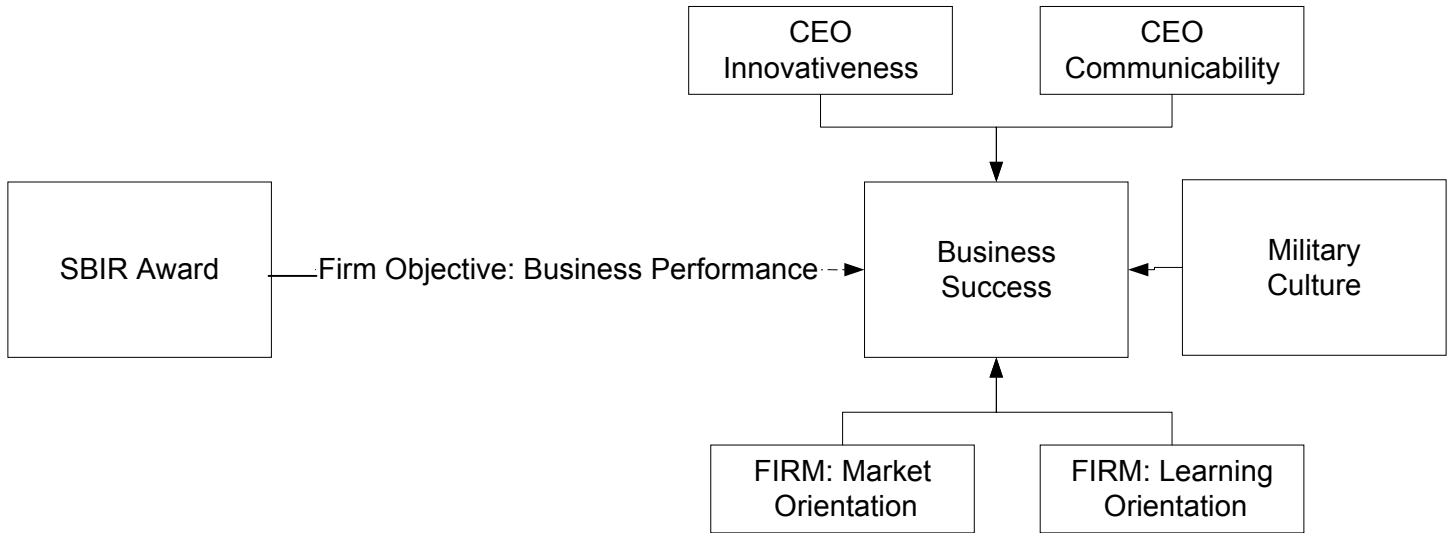 CEO
Innovativeness
CEO
Communicability
SBIR Award
Firm Objective: Business Performance
Business
Success
Military
Culture
FIRM: Market
Orientation
FIRM: Learning
Orientation